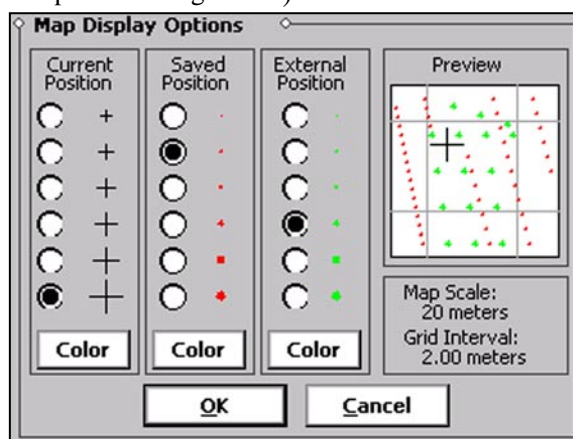 Map Display Options
Current
Position
Saved
Position
External
Position
Preview
Map Scale:
20 meters
Grid Interval:
2.00 meters
Color
Color
Color
OK
Cancel